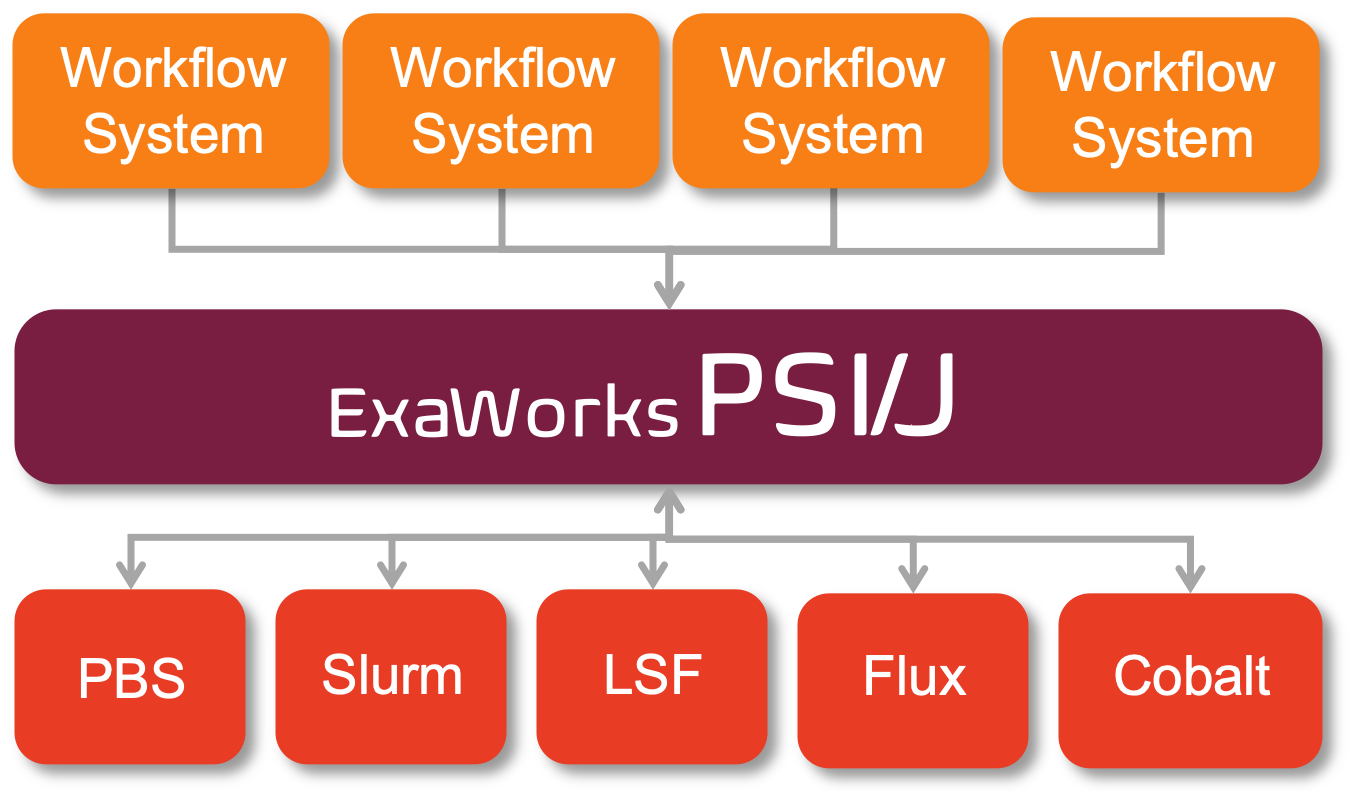 Workflow
System
Workflow
System
Workflow
System
Workflow
System
ExaWorks PSI/J
PBS
Slurm
LSF
Flux
Cobalt